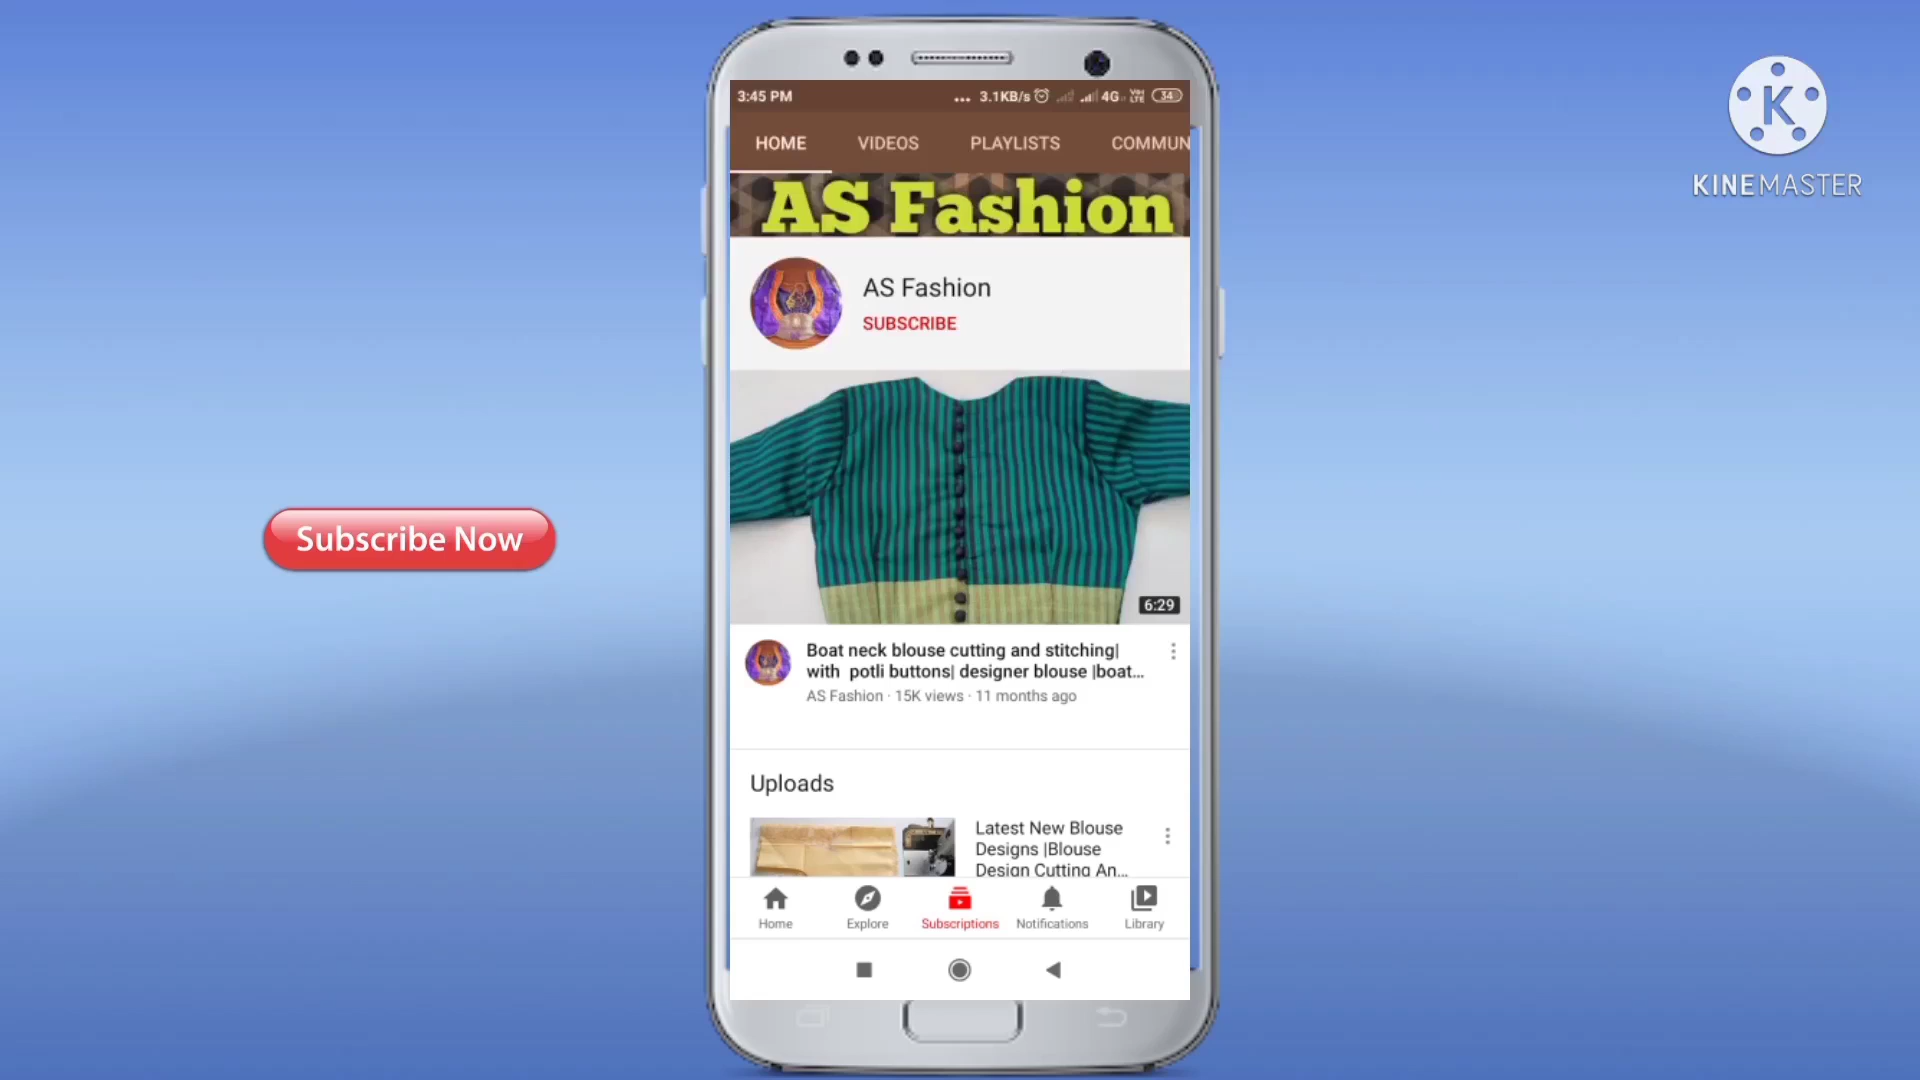 3:45 PM
... 3.1KB/s 4G 34
HOME VIDEOS PLAYLISTS COMMUN
AS Fashion
AS Fashion
SUBSCRIBE
6:29
Boat neck blouse cutting and stitching|
with potli buttons| designer blouse |boat...
AS Fashion · 15K views · 11 months ago
Uploads
Latest New Blouse
Designs |Blouse
Design Cutting An...
Home Explore Subscriptions Notifications Library
Subscribe Now
K
KINEMASTER